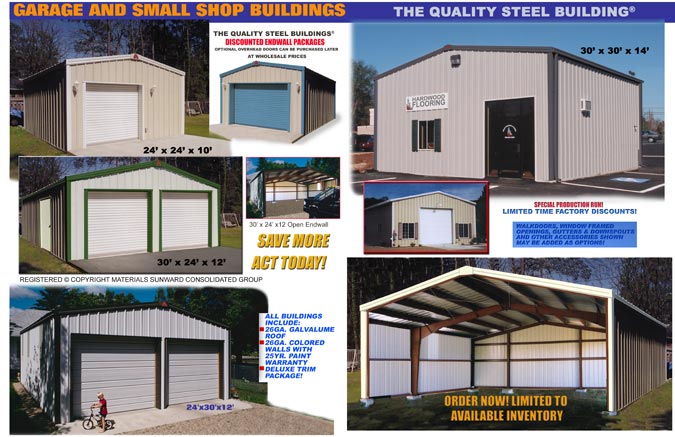 GARAGE AND SMALL SHOP BUILDINGS
THE QUALITY STEEL BUILDINGS®
DISCOUNTED ENDWALL PACKAGES
OPTIONAL OVERHEAD DOORS CAN BE PURCHASED LATER
AT WHOLESALE PRICES
24' x 24' x 10'
30' x 24' x12 Open Endwall
SAVE MORE
ACT TODAY!
30' x 24' x 12'
REGISTERED © COPYRIGHT MATERIALS SUNWARD CONSOLIDATED GROUP
ALL BUILDINGS
INCLUDE:
26GA. GALVALUME
ROOF
26GA. COLORED
WALLS WITH
25YR. PAINT
WARRANTY
DELUXE TRIM
PACKAGE!
24'x30'x12'
THE QUALITY STEEL BUILDING®
30' x 30' x 14'
HARDWOOD
FLOORING
SPECIAL PRODUCTION RUN!
LIMITED TIME FACTORY DISCOUNTS!
WALKDOORS, WINDOW FRAMED
OPENINGS, GUTTERS & DOWNSPOUTS
AND OTHER ACCESSORIES SHOWN
MAY BE ADDED AS OPTIONS!
ORDER NOW! LIMITED TO
AVAILABLE INVENTORY